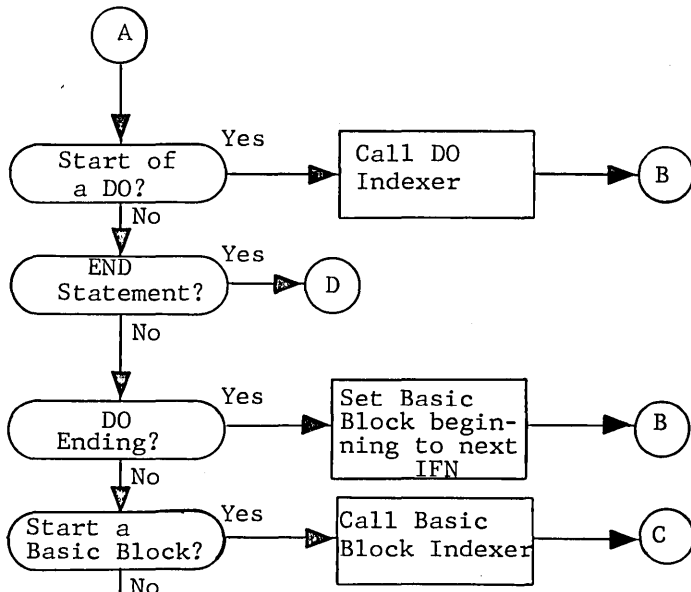 A
Start of
a DO?
Yes
Call DO
Indexer
B
No
END
Statement?
Yes
D
No
DO
Ending?
Yes
Set Basic
Block begin-
ning to next
IFN
B
No
Start a
Basic Block?
Yes
Call Basic
Block Indexer
C
No